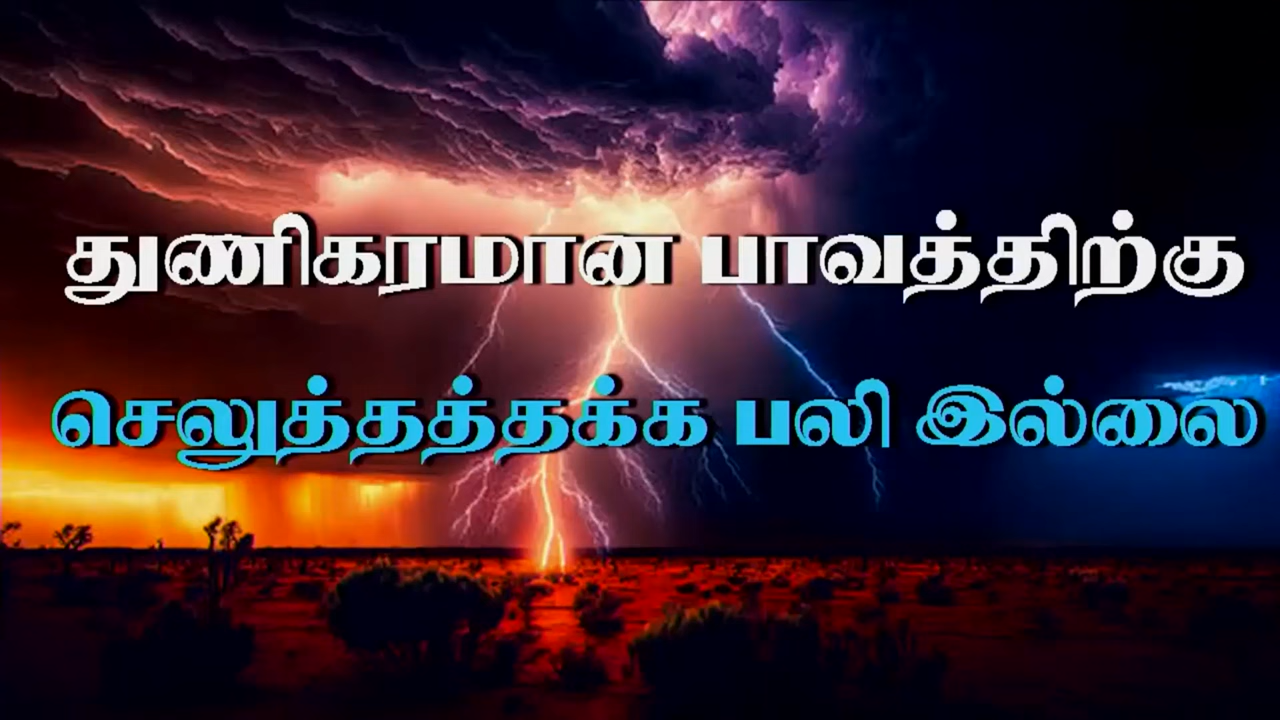 துணிகரமான பாவத்திற்கு
செலுத்தத்தக்க பலி இல்லை